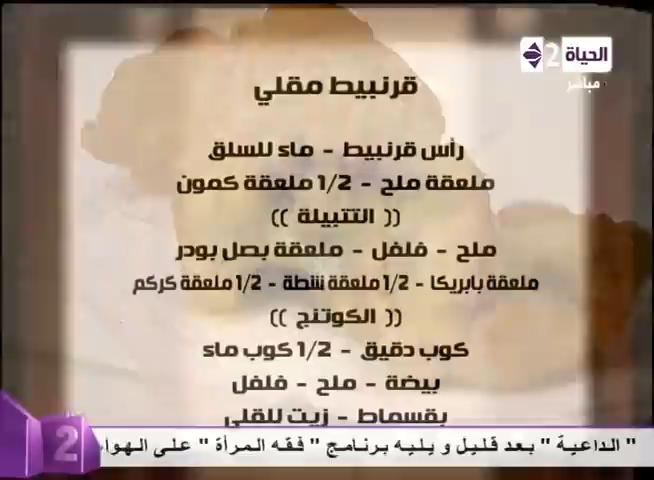 الحياة 2
مباشر
قرنبيط مقلي
رأس قرنبيط - ماء للسلق
ملعقة ملح - 1/2 ملعقة كمون
(( التتبيلة ))
ملح - فلفل - ملعقة بصل بودر
ملعقة بابريكا - 1/2 ملعقة شطة - 1/2 ملعقة كركم
(( الكوتنج ))
كوب دقيق - 1/2 كوب ماء
بيضة - ملح - فلفل
بقسماط - زيت للقلي
2
" الداعية " بعد قليل و يليه برنامج " فقه المرأة " على الهواء